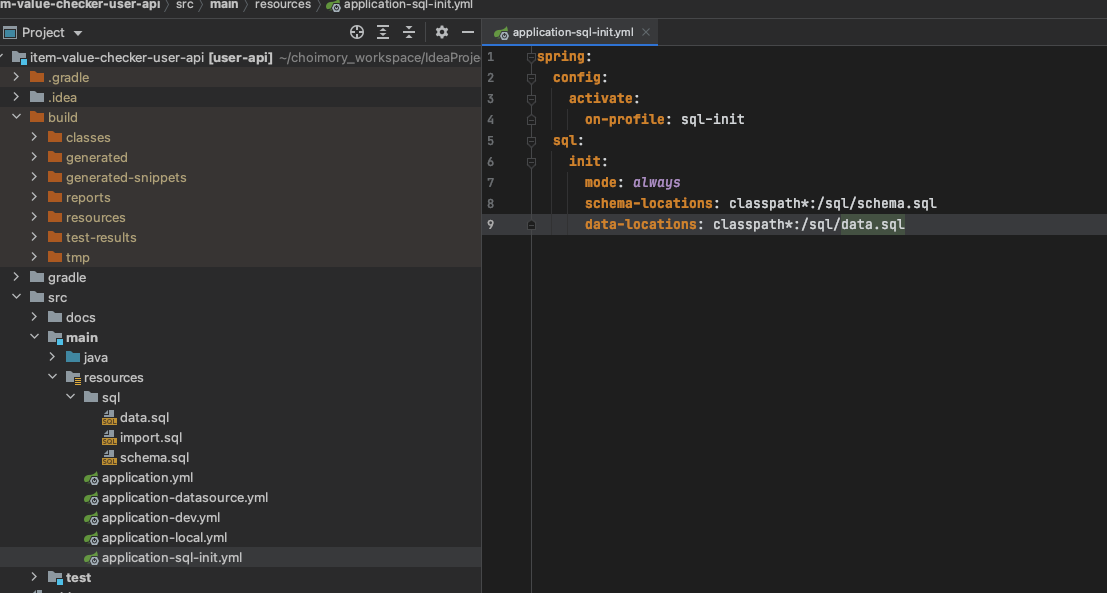 m-value-checker-user-api > src > main > resources > application-sql-init.yml
Project
item-value-checker-user-api [user-api] ~/choimory_workspace/IdeaProje
.gradle
.idea
build
classes
generated
generated-snippets
reports
resources
test-results
tmp
gradle
src
docs
main
java
resources
sql
data.sql
import.sql
schema.sql
application.yml
application-datasource.yml
application-dev.yml
application-local.yml
application-sql-init.yml
test
application-sql-init.yml
1 spring:
2 config:
3 activate:
4 on-profile: sql-init
5 sql:
6 init:
7 mode: always
8 schema-locations: classpath*:/sql/schema.sql
9 data-locations: classpath*:/sql/data.sql